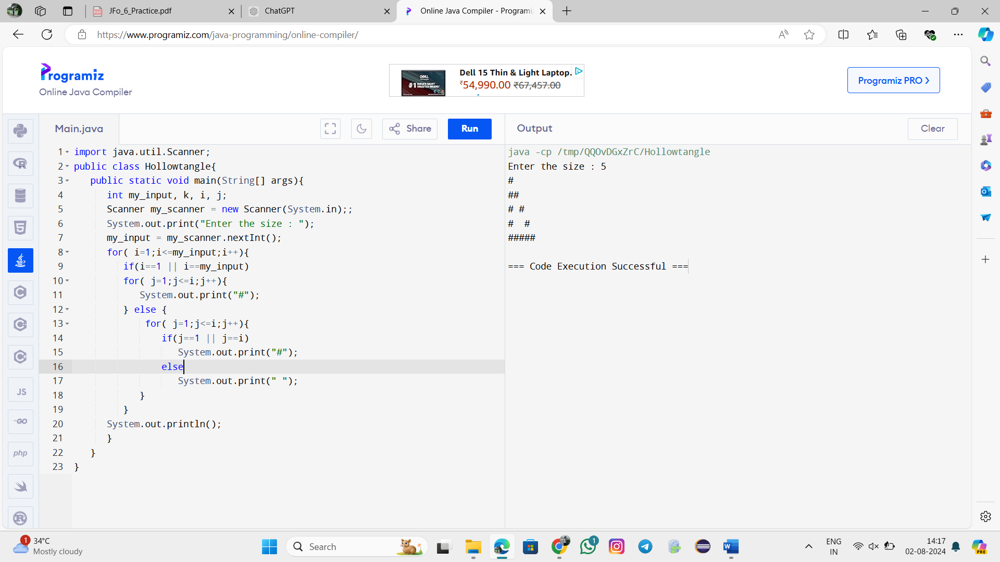 JFo_6_Practice.pdf
ChatGPT
Online Java Compiler - Programi
https://www.programiz.com/java-programming/online-compiler/
Programiz
Online Java Compiler
DELL
#1
Dell 15 Thin & Light Laptop.
₹54,990.00 ₹67,457.00
Programiz PRO ❯
Main.java
Share
Run
Output
Clear
1 import java.util.Scanner;
2 public class Hollowtangle{
3 public static void main(String[] args){
4 int my_input, k, i, j;
5 Scanner my_scanner = new Scanner(System.in);;
6 System.out.print("Enter the size : ");
7 my_input = my_scanner.nextInt();
8 for( i=1;i<=my_input;i++){
9 if(i==1 || i==my_input)
10 for( j=1;j<=i;j++){
11 System.out.print("#");
12 } else {
13 for( j=1;j<=i;j++){
14 if(j==1 || j==i)
15 System.out.print("#");
16 else
17 System.out.print(" ");
18 }
19 }
20 System.out.println();
21 }
22 }
23 }
java -cp /tmp/QQOvDGxZrC/Hollowtangle
Enter the size : 5
#
##
# #
#  #
#####
=== Code Execution Successful ===
R
5
C
C
C
JS
GO
php
R
1
34°C
Mostly cloudy
Search
1
W
ENG
IN
14:17
02-08-2024
PRE